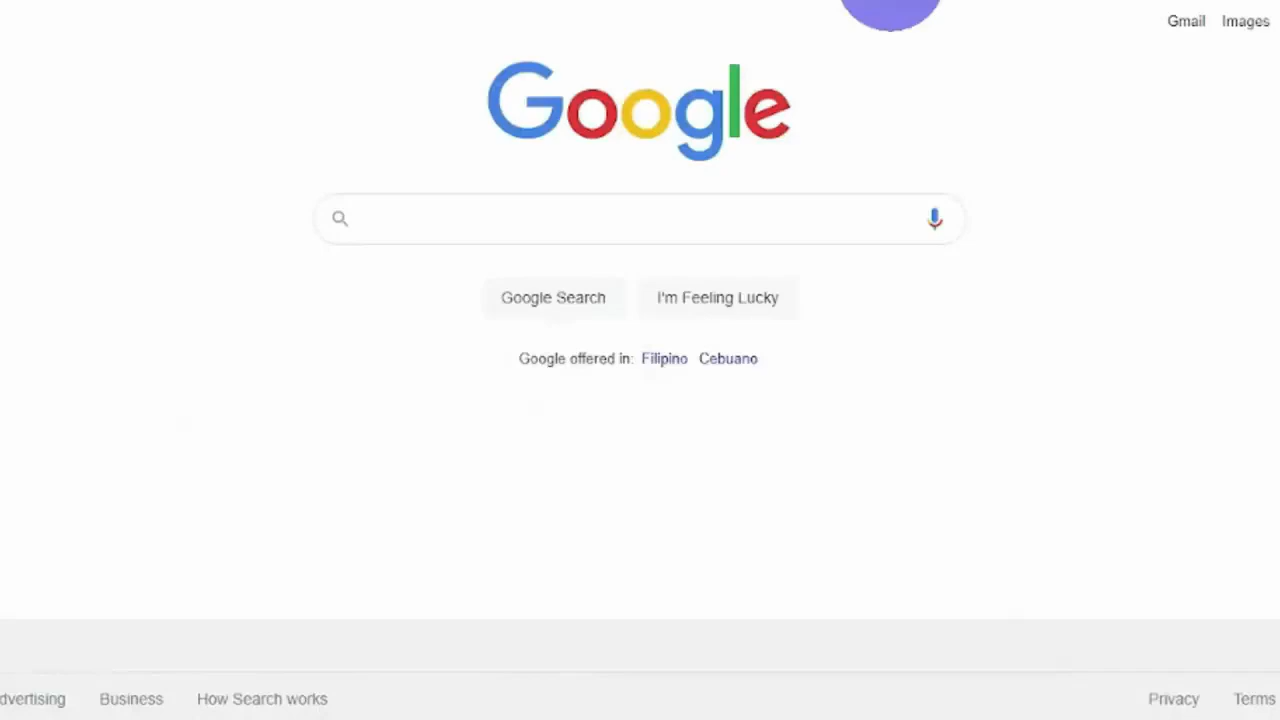 Gmail Images
Google
Google Search I'm Feeling Lucky
Google offered in: Filipino Cebuano
dvertising Business How Search works Privacy Terms